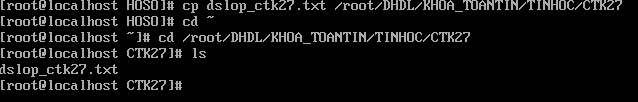 [root@localhost HOSO]# cp dslop_ctk27.txt /root/DHDL/KHOA_TOANTIN/TINHOC/CTK27
[root@localhost HOSO]# cd ~
[root@localhost ~]# cd /root/DHDL/KHOA_TOANTIN/TINHOC/CTK27
[root@localhost CTK27]# ls
dslop_ctk27.txt
[root@localhost CTK27]#